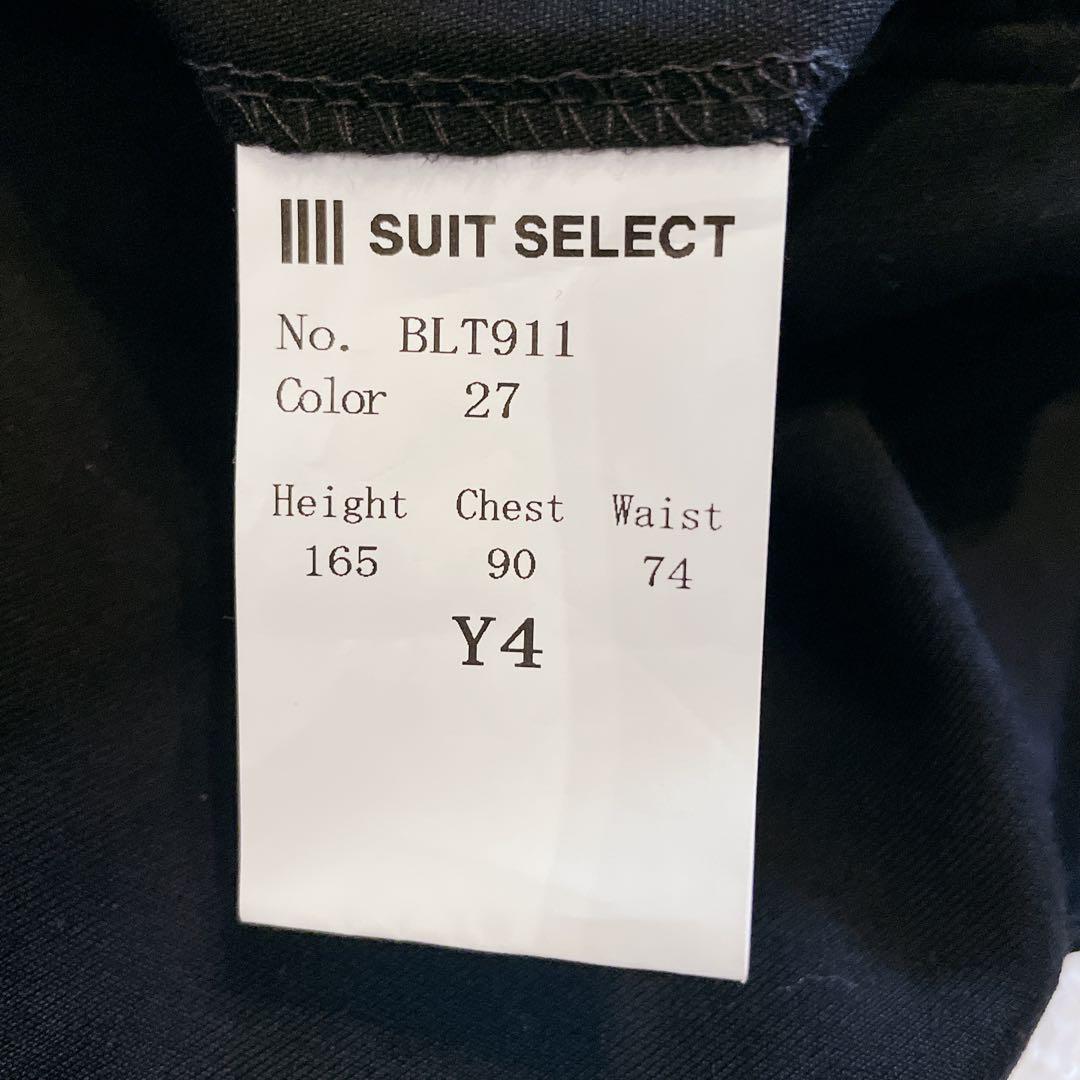 SUIT SELECT
No. BLT911
Color 27
Height Chest Waist
165 90 74
Y4